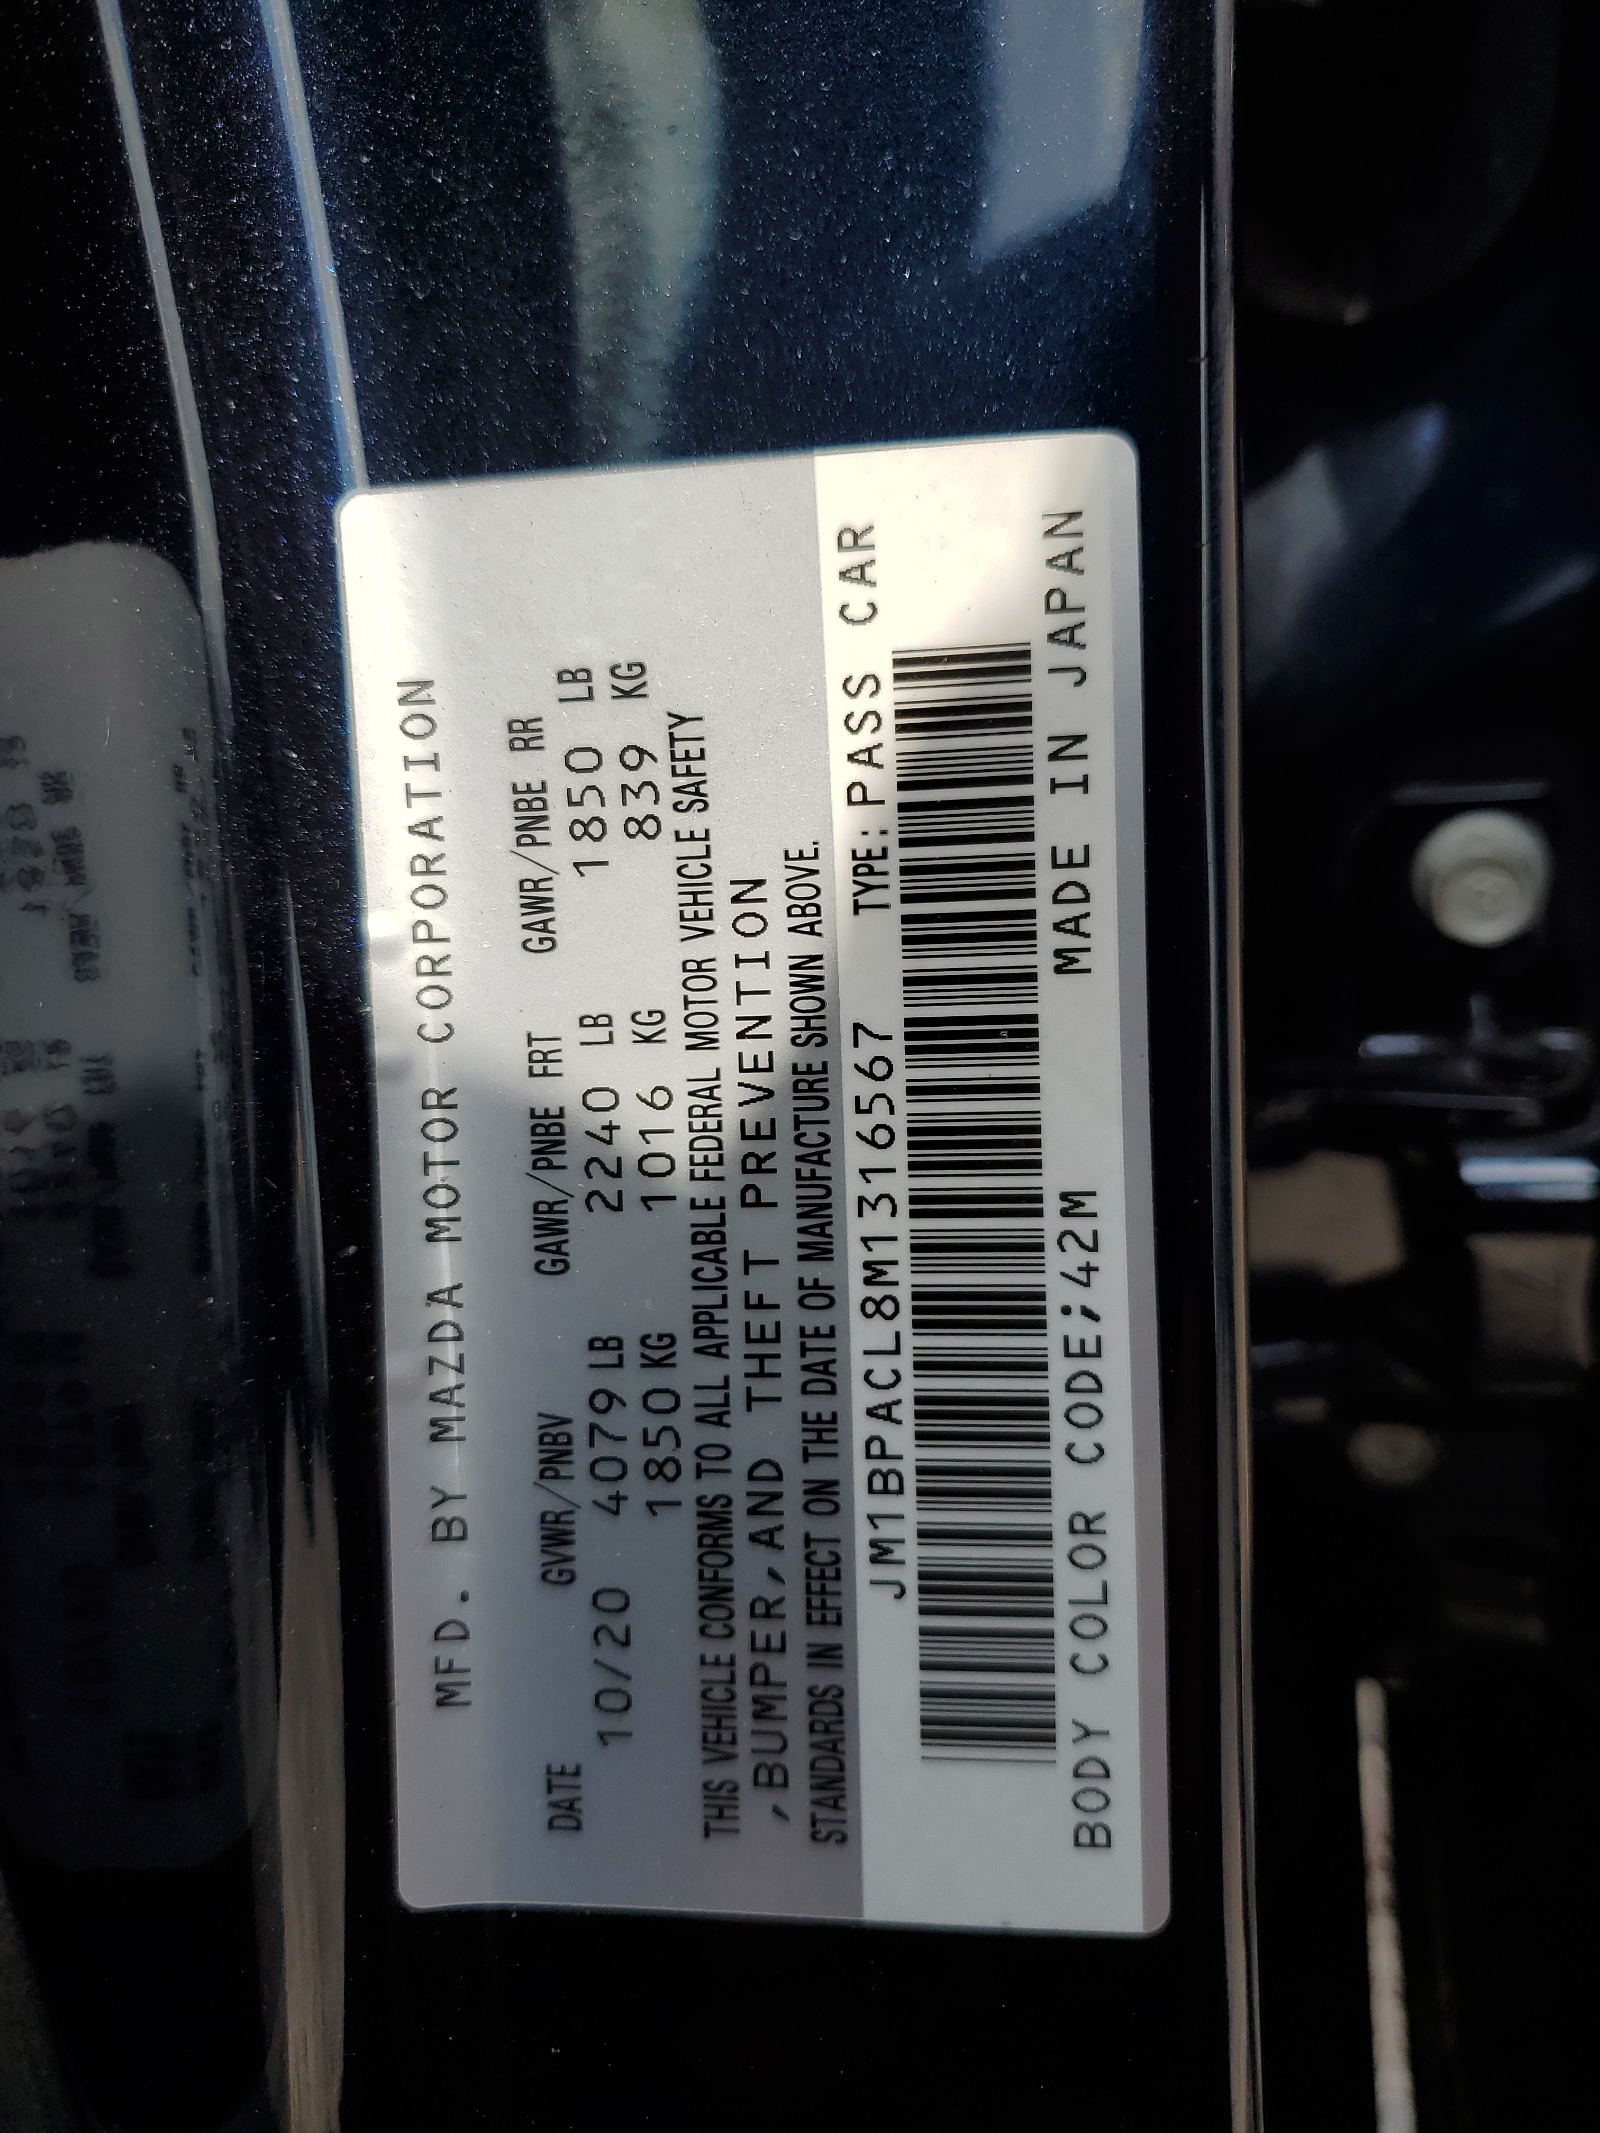 MFD. BY MAZDA MOTOR CORPORATION
DATE GVWR/PNBV GAWR/PNBE FRT GAWR/PNBE RR
10/20 4079 LB 2240 LB 1850 LB
1850 KG 1016 KG 839 KG
THIS VEHICLE CONFORMS TO ALL APPLICABLE FEDERAL MOTOR VEHICLE SAFETY
,BUMPER,AND THEFT PREVENTION
STANDARDS IN EFFECT ON THE DATE OF MANUFACTURE SHOWN ABOVE.
JM1BPACL8M1316567 TYPE: PASS CAR
BODY COLOR CODE;42M MADE IN JAPAN